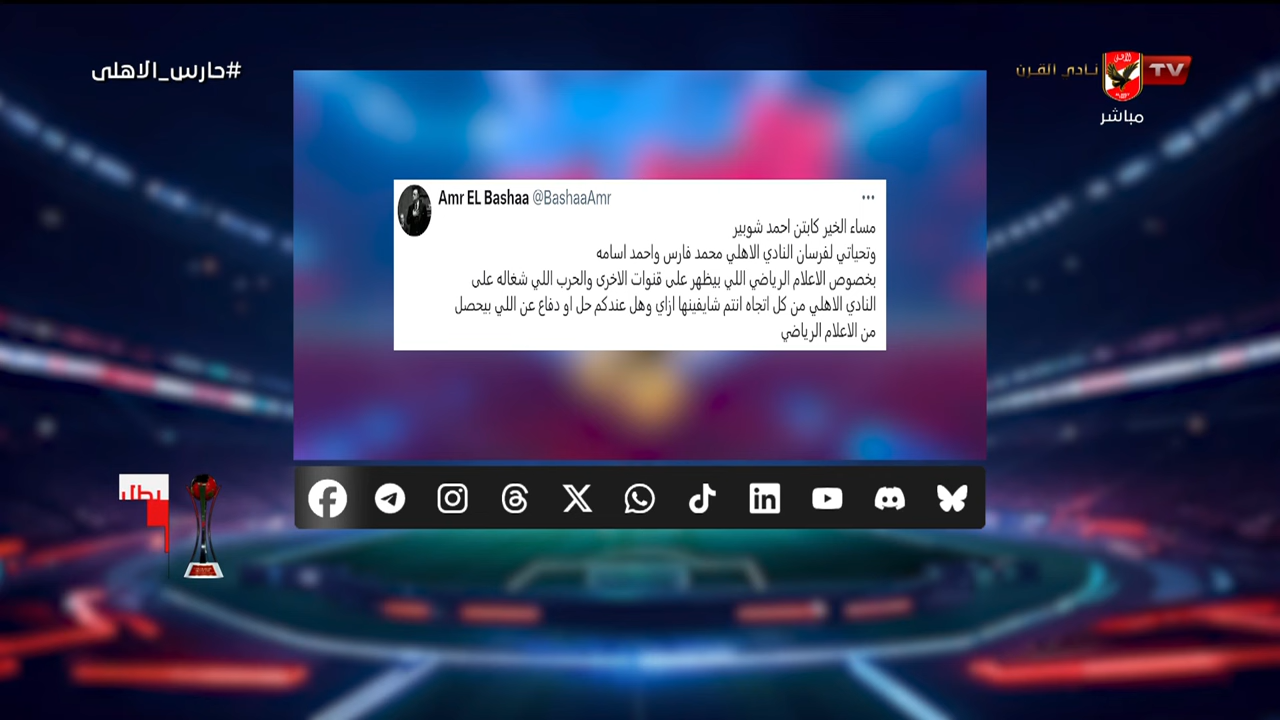 #حارس_الاهلى
نادي القرن
TV
مباشر
Amr EL Bashaa @BashaaAmr
مساء الخير كابتن احمد شوبير
وتحياتي لفرسان النادي الاهلي محمد فارس واحمد اسامه
بخصوص الاعلام الرياضي اللي بيظهر على قنوات الاخرى والحرب اللي شغاله على
النادي الاهلي من كل اتجاه انتم شايفينها ازاي وهل عندكم حل او دفاع عن اللي بيحصل
من الاعلام الرياضي